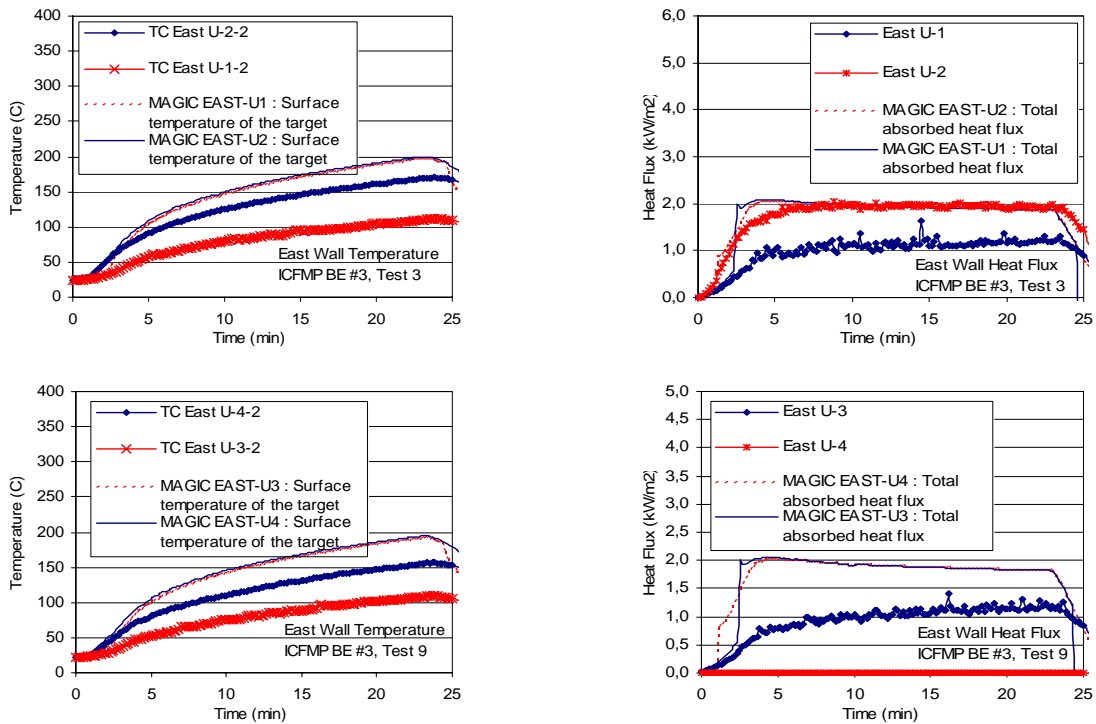 400
350
300
250
200
150
100
50
0
Temperature (C)
TC East U-2-2
TC East U-1-2
MAGIC EAST-U1 : Surface
temperature of the target
MAGIC EAST-U2 : Surface
temperature of the target
East Wall Temperature
ICFMP BE #3, Test 3
0 5 10 15 20 25
Time (min)
6,0
5,0
4,0
3,0
2,0
1,0
0,0
Heat Flux (kW/m2)
East U-1
East U-2
MAGIC EAST-U2 : Total
absorbed heat flux
MAGIC EAST-U1 : Total
absorbed heat flux
East Wall Heat Flux
ICFMP BE #3, Test 3
0 5 10 15 20 25
Time (min)
400
350
300
250
200
150
100
50
0
Temperature (C)
TC East U-4-2
TC East U-3-2
MAGIC EAST-U3 : Surface
temperature of the target
MAGIC EAST-U4 : Surface
temperature of the target
East Wall Temperature
ICFMP BE #3, Test 9
0 5 10 15 20 25
Time (min)
5,0
4,5
4,0
3,5
3,0
2,5
2,0
1,5
1,0
0,5
0,0
Heat Flux (kW/m2)
East U-3
East U-4
MAGIC EAST-U4 : Total
absorbed heat flux
MAGIC EAST-U3 : Total
absorbed heat flux
East Wall Heat Flux
ICFMP BE #3, Test 9
0 5 10 15 20 25
Time (min)